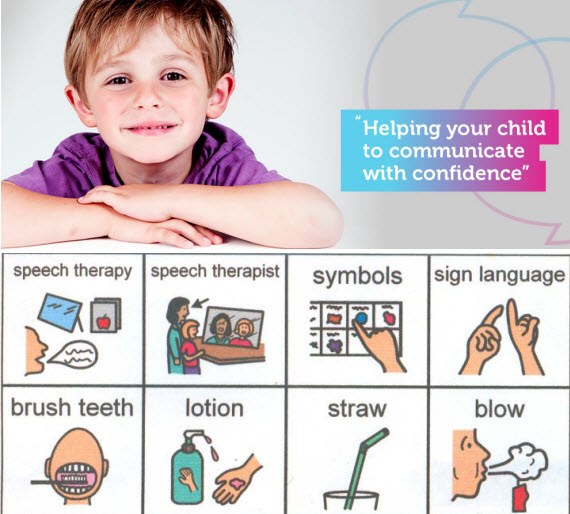 “Helping your child
to communicate
with confidence”
speech therapy
speech therapist
symbols
sign language
brush teeth
lotion
straw
blow